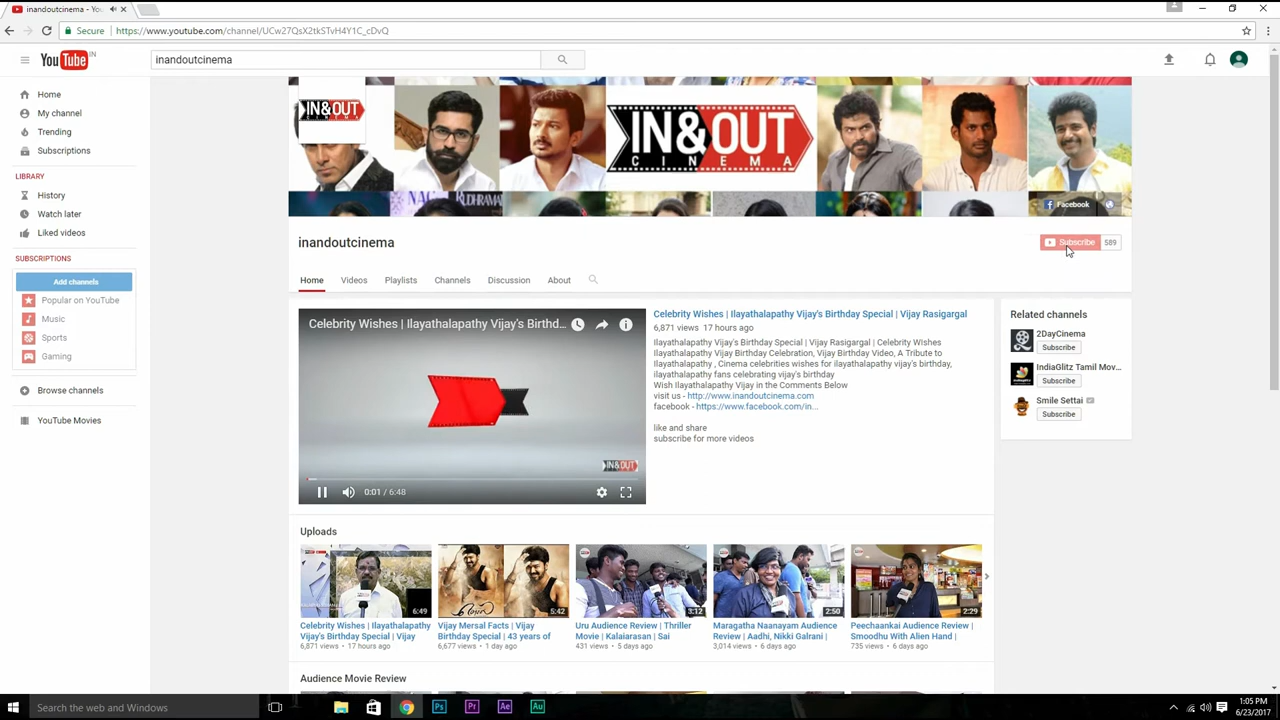 inandoutcinema - You
Secure
https://www.youtube.com/channel/UCw27QsX2tkSTvH4Y1C_cDvQ
YouTube IN
inandoutcinema
Home
My channel
Trending
Subscriptions
LIBRARY
History
Watch later
Liked videos
SUBSCRIPTIONS
Add channels
Popular on YouTube
Music
Sports
Gaming
Browse channels
YouTube Movies
IN&OUT
CINEMA
IN&OUT
CINEMA
Facebook
inandoutcinema
Subscribe 589
Home Videos Playlists Channels Discussion About
Celebrity Wishes | Ilayathalapathy Vijay's Birthd...
IN&OUT
0:01 / 6:48
Celebrity Wishes | Ilayathalapathy Vijay's Birthday Special | Vijay Rasigargal
6,871 views 17 hours ago
Ilayathalapathy Vijay's Birthday Special | Vijay Rasigargal | Celebrity WIshes
Ilayathalapathy Vijay Birthday Celebration, Vijay Birthday Video, A Tribute to
Ilayathalapathy , Cinema celebrities wishes for ilayathalapathy vijay's birthday,
ilayathalapathy fans celebrating vijay's birthday
Wish Ilayathalapathy Vijay in the Comments Below
visit us - http://www.inandoutcinema.com
facebook - https://www.facebook.com/in...
like and share
subscribe for more videos
Related channels
2DayCinema
Subscribe
IndiaGlitz Tamil Mov...
Subscribe
Smile Settai
Subscribe
Uploads
6:49
Celebrity Wishes | Ilayathalapathy
Vijay's Birthday Special | Vijay
6,871 views • 17 hours ago
5:42
Vijay Mersal Facts | Vijay
Birthday Special | 43 years of
6,677 views • 1 day ago
3:12
Uru Audience Review | Thriller
Movie | Kalaiarasan | Sai
431 views • 5 days ago
2:50
Maragatha Naanayam Audience
Review | Aadhi, Nikki Galrani |
3,014 views • 6 days ago
2:29
Peechaankai Audience Review |
Smoodhu With Alien Hand |
735 views • 6 days ago
Audience Movie Review
Search the web and Windows
Ps
Pr
Ae
Au
1:05 PM
6/23/2017